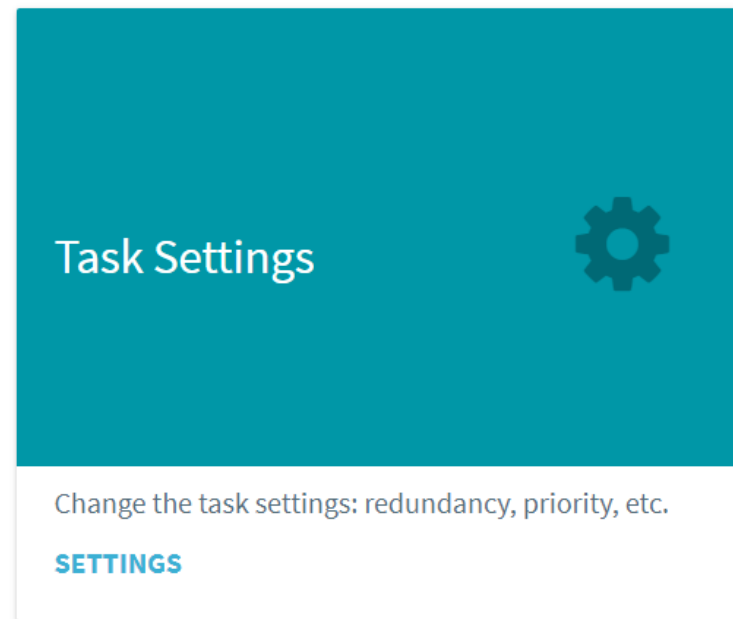 Task Settings
Change the task settings: redundancy, priority, etc.
SETTINGS